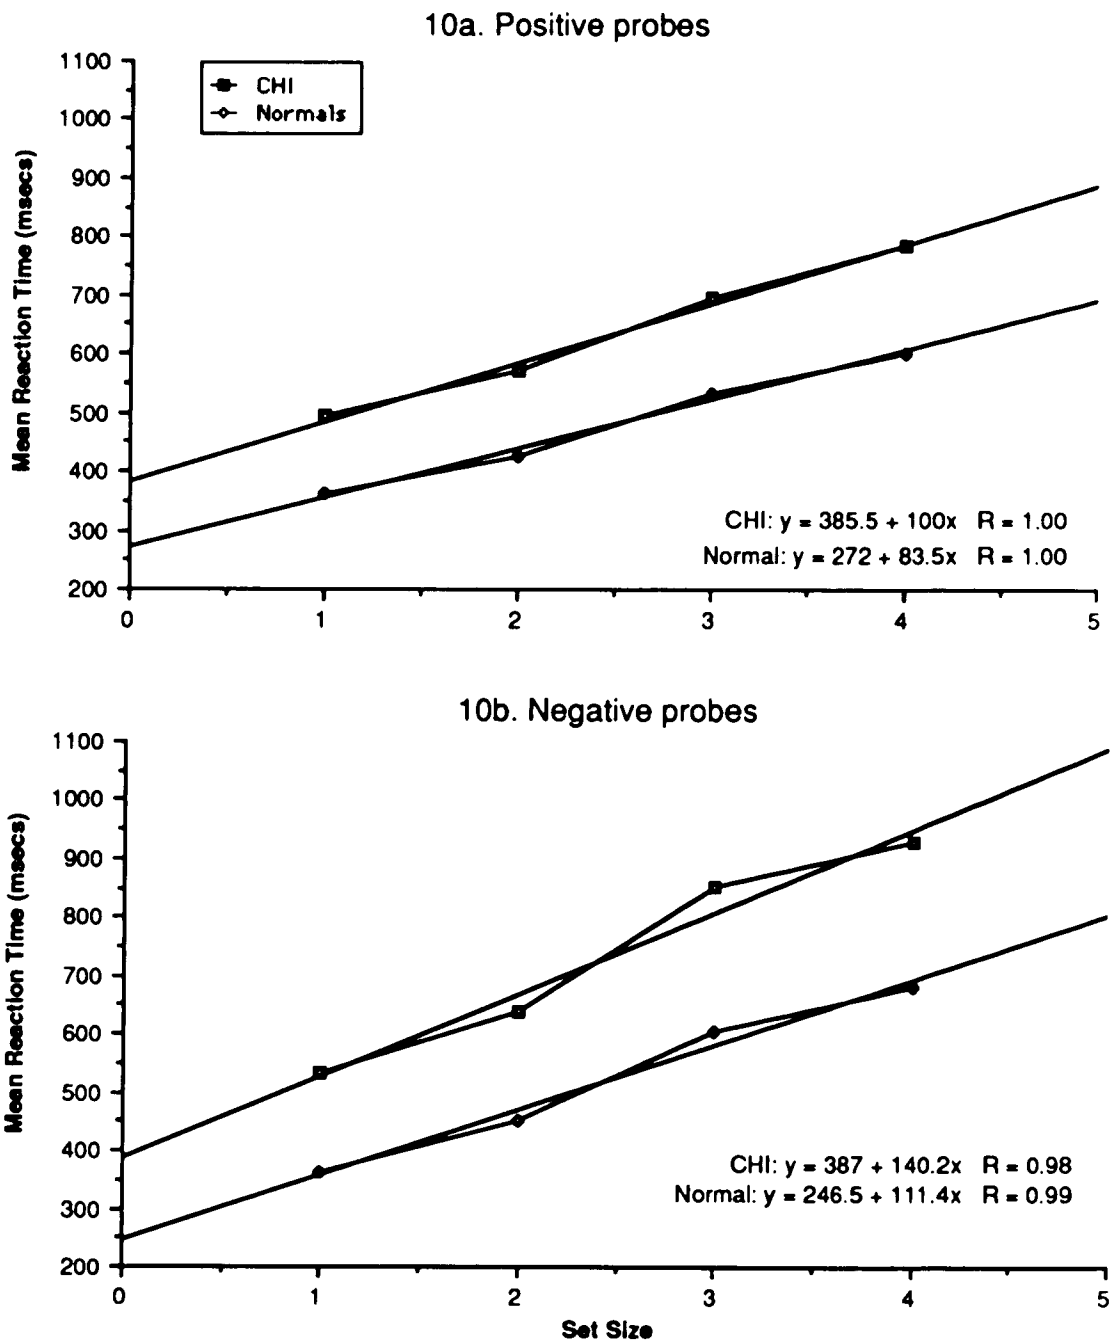 10a. Positive probes
CHI
Normals
Mean Reaction Time (msecs)
1100
1000
900
800
700
600
500
400
300
200
CHI: y = 385.5 + 100x R = 1.00
Normal: y = 272 + 83.5x R = 1.00
0 1 2 3 4 5
10b. Negative probes
Mean Reaction Time (msecs)
1100
1000
900
800
700
600
500
400
300
200
CHI: y = 387 + 140.2x R = 0.98
Normal: y = 246.5 + 111.4x R = 0.99
0 1 2 3 4 5
Set Size